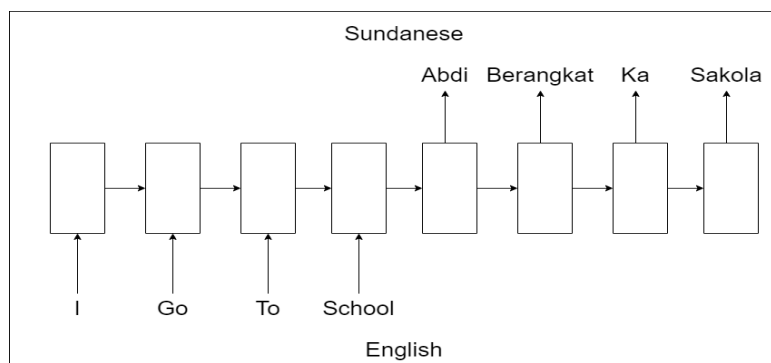 Sundanese
Abdi Berangkat Ka Sakola
I Go To School
English